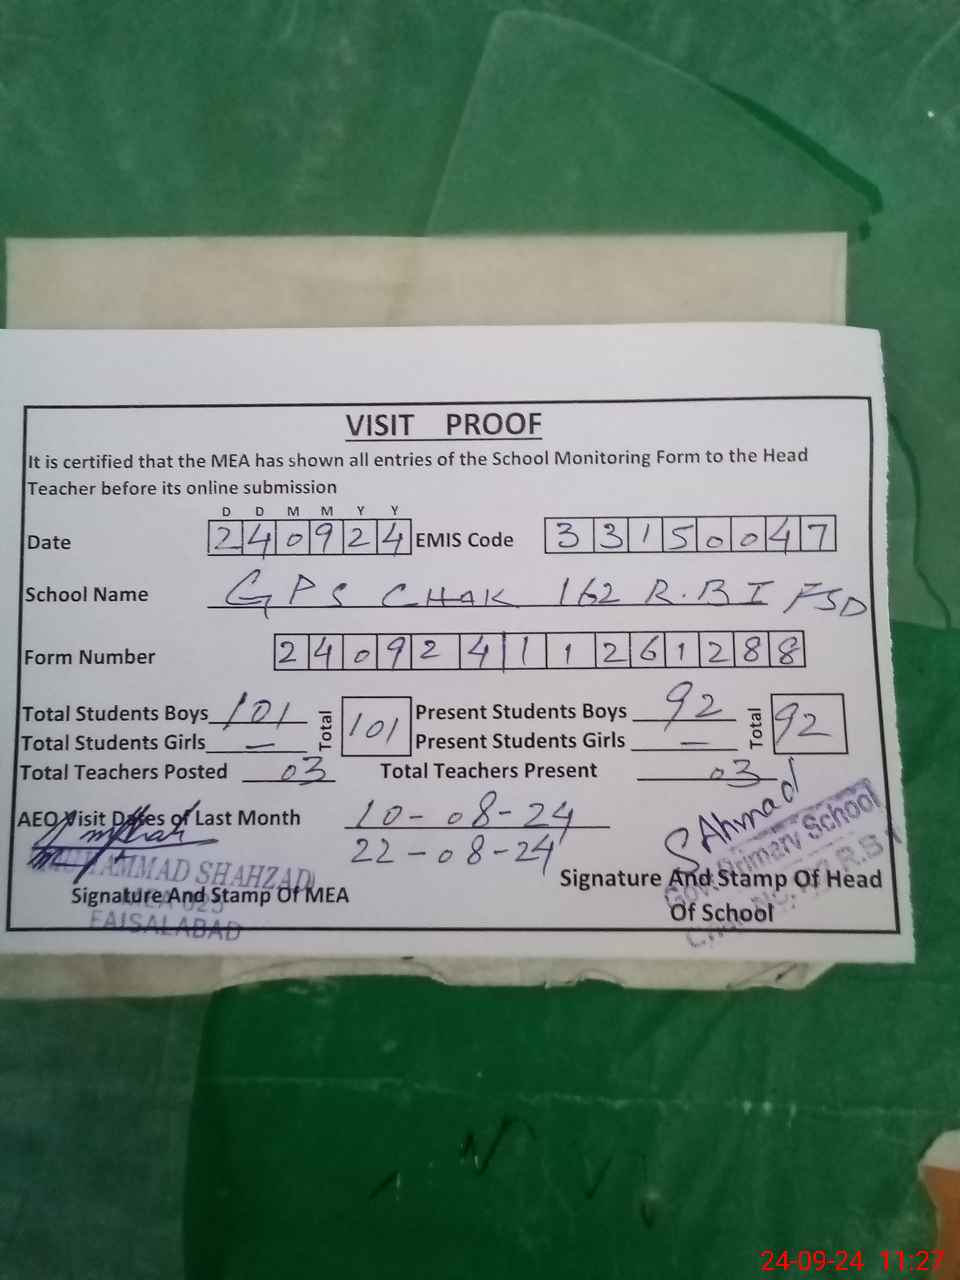 VISIT PROOF
It is certified that the MEA has shown all entries of the School Monitoring Form to the Head
Teacher before its online submission
D D M M Y Y
Date 240924 EMIS Code 33150047
School Name GPS CHAK 162 R.B I FSD
Form Number 24092411261288
Total Students Boys 101 Total 101 Present Students Boys 92 Total 92
Total Students Girls — Present Students Girls —
Total Teachers Posted 03 Total Teachers Present 03
AEO Visit Dates of Last Month 10-08-24
22-08-24
S Ahmad
MUHAMMAD SHAHZAD
Govt. Primary School
Signature And Stamp Of MEA Signature And Stamp Of Head
Of School
FAISALABAD
24-09-24 11:27